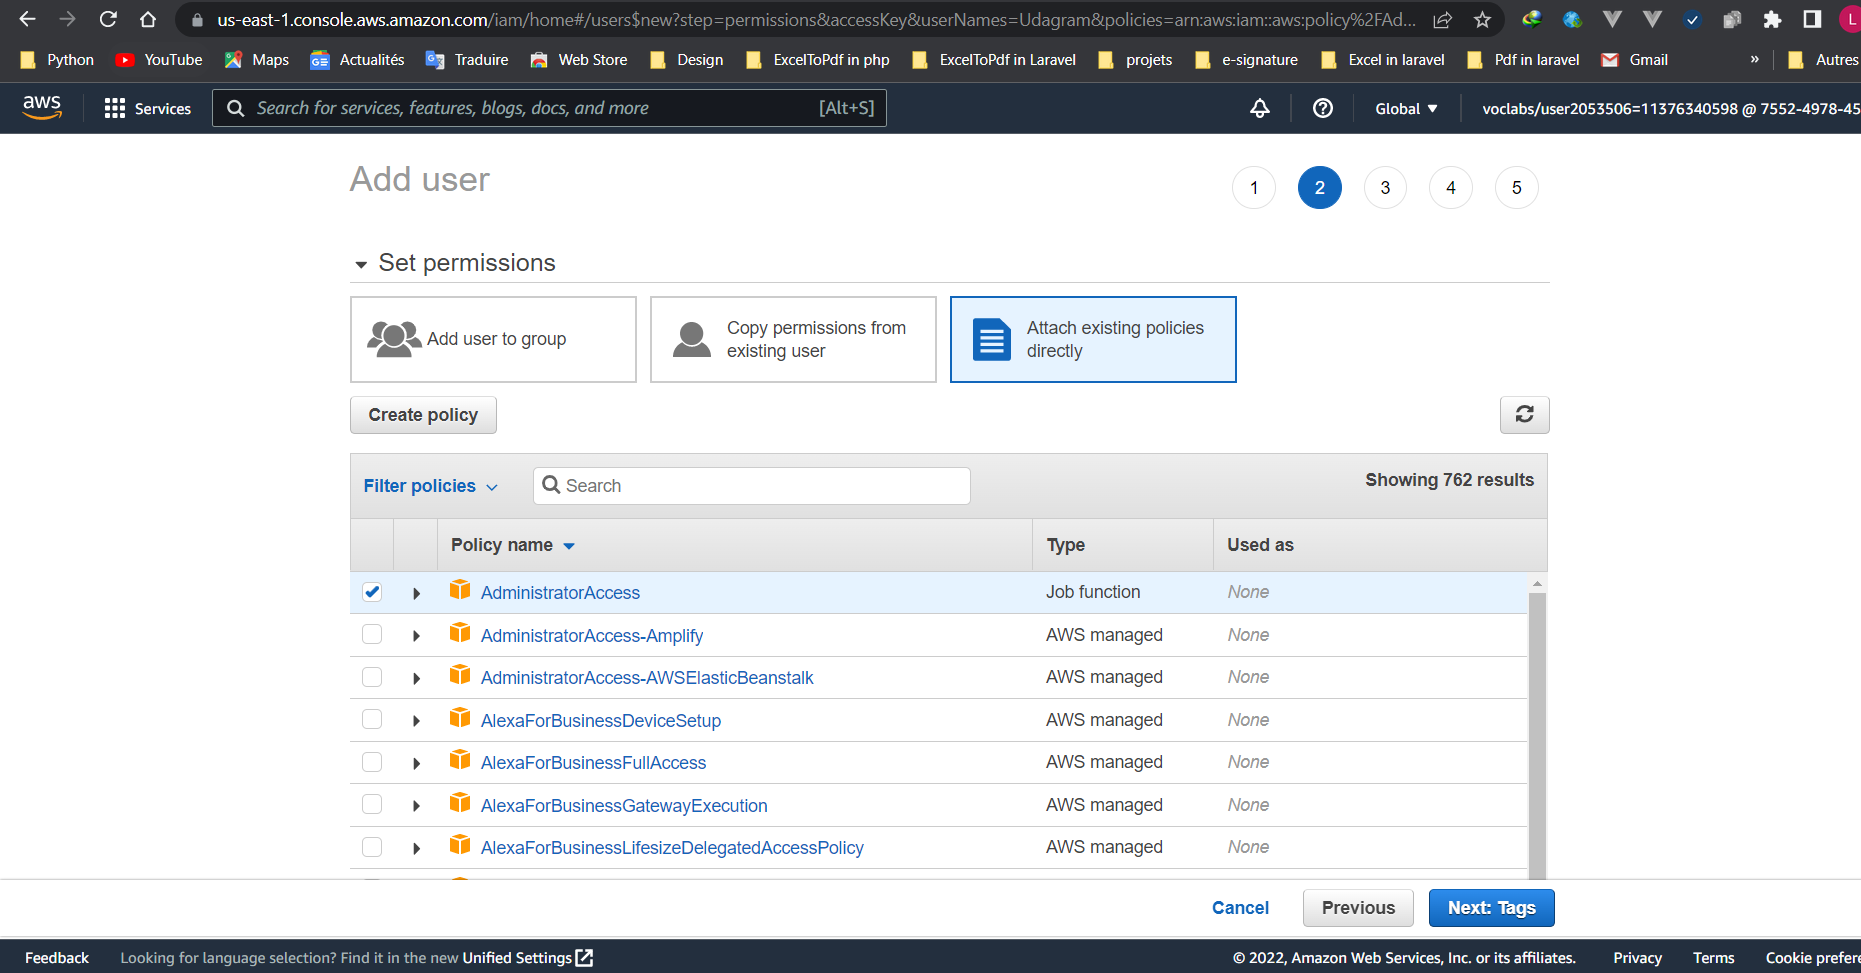 us-east-1.console.aws.amazon.com/iam/home#/users$new?step=permissions&accessKey&userNames=Udagram&policies=arn:aws:iam::aws:policy%2FAd...
L
Python YouTube Maps Actualités Traduire Web Store Design ExcelToPdf in php ExcelToPdf in Laravel projets e-signature Excel in laravel Pdf in laravel Gmail » Autres
aws Services Search for services, features, blogs, docs, and more [Alt+S] Global ▼ voclabs/user2053506=11376340598 @ 7552-4978-45
Add user
1 2 3 4 5
Set permissions
Add user to group
Copy permissions from
existing user
Attach existing policies
directly
Create policy
Filter policies Search Showing 762 results
Policy name Type Used as
AdministratorAccess Job function None
AdministratorAccess-Amplify AWS managed None
AdministratorAccess-AWSElasticBeanstalk AWS managed None
AlexaForBusinessDeviceSetup AWS managed None
AlexaForBusinessFullAccess AWS managed None
AlexaForBusinessGatewayExecution AWS managed None
AlexaForBusinessLifesizeDelegatedAccessPolicy AWS managed None
Cancel Previous Next: Tags
Feedback Looking for language selection? Find it in the new Unified Settings © 2022, Amazon Web Services, Inc. or its affiliates. Privacy Terms Cookie prefere